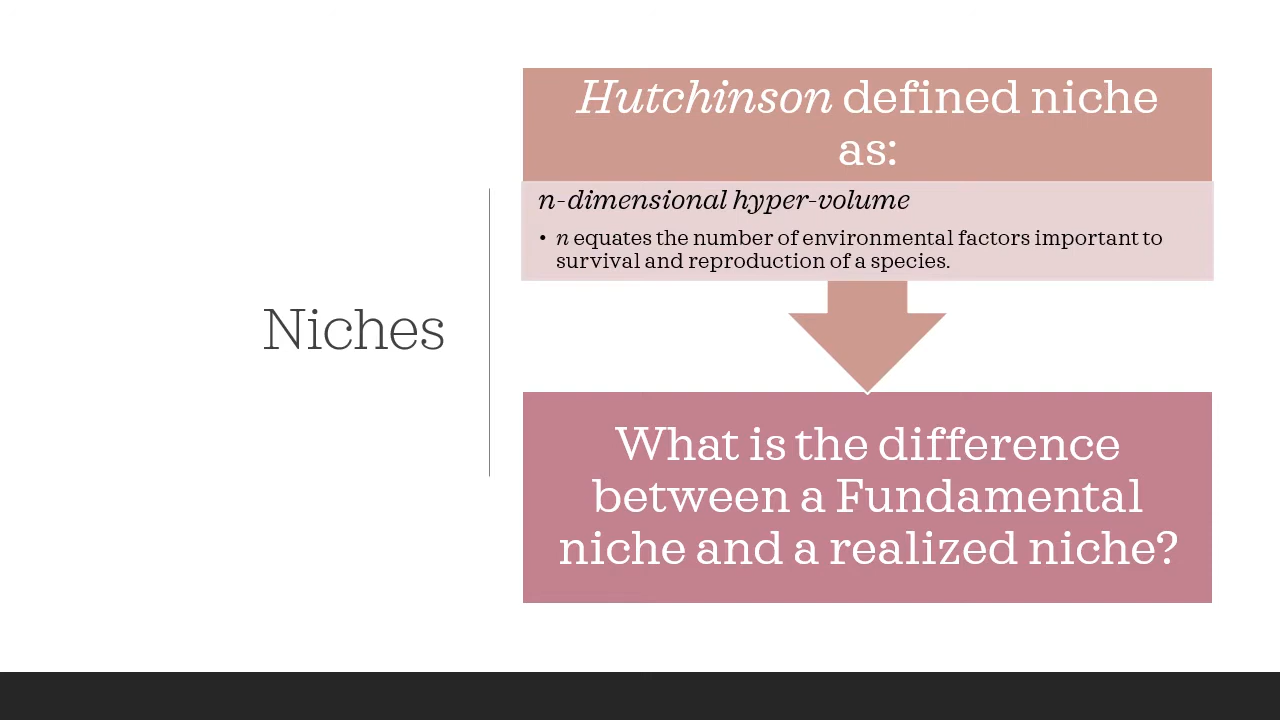 Niches
Hutchinson defined niche
as:
n-dimensional hyper-volume
• n equates the number of environmental factors important to
survival and reproduction of a species.
What is the difference
between a Fundamental
niche and a realized niche?